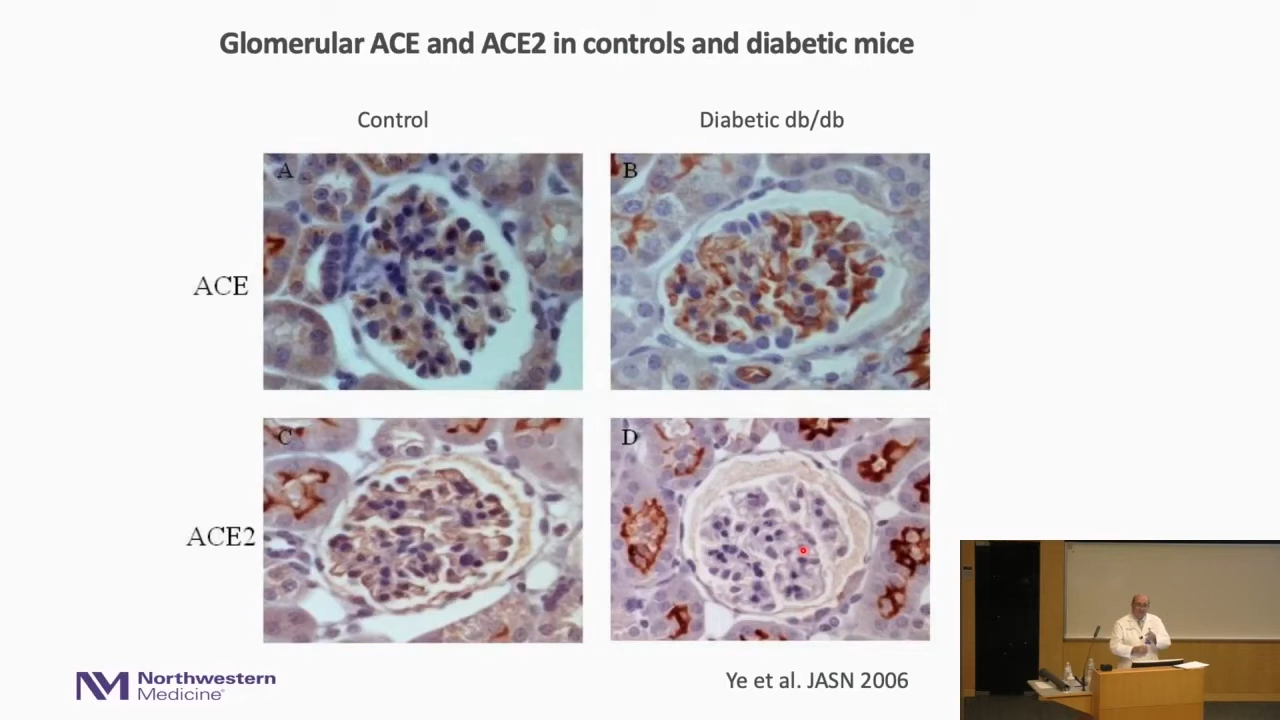 Glomerular ACE and ACE2 in controls and diabetic mice
Control
Diabetic db/db
A
B
ACE
C
D
ACE2
Northwestern
Medicine®
Ye et al. JASN 2006